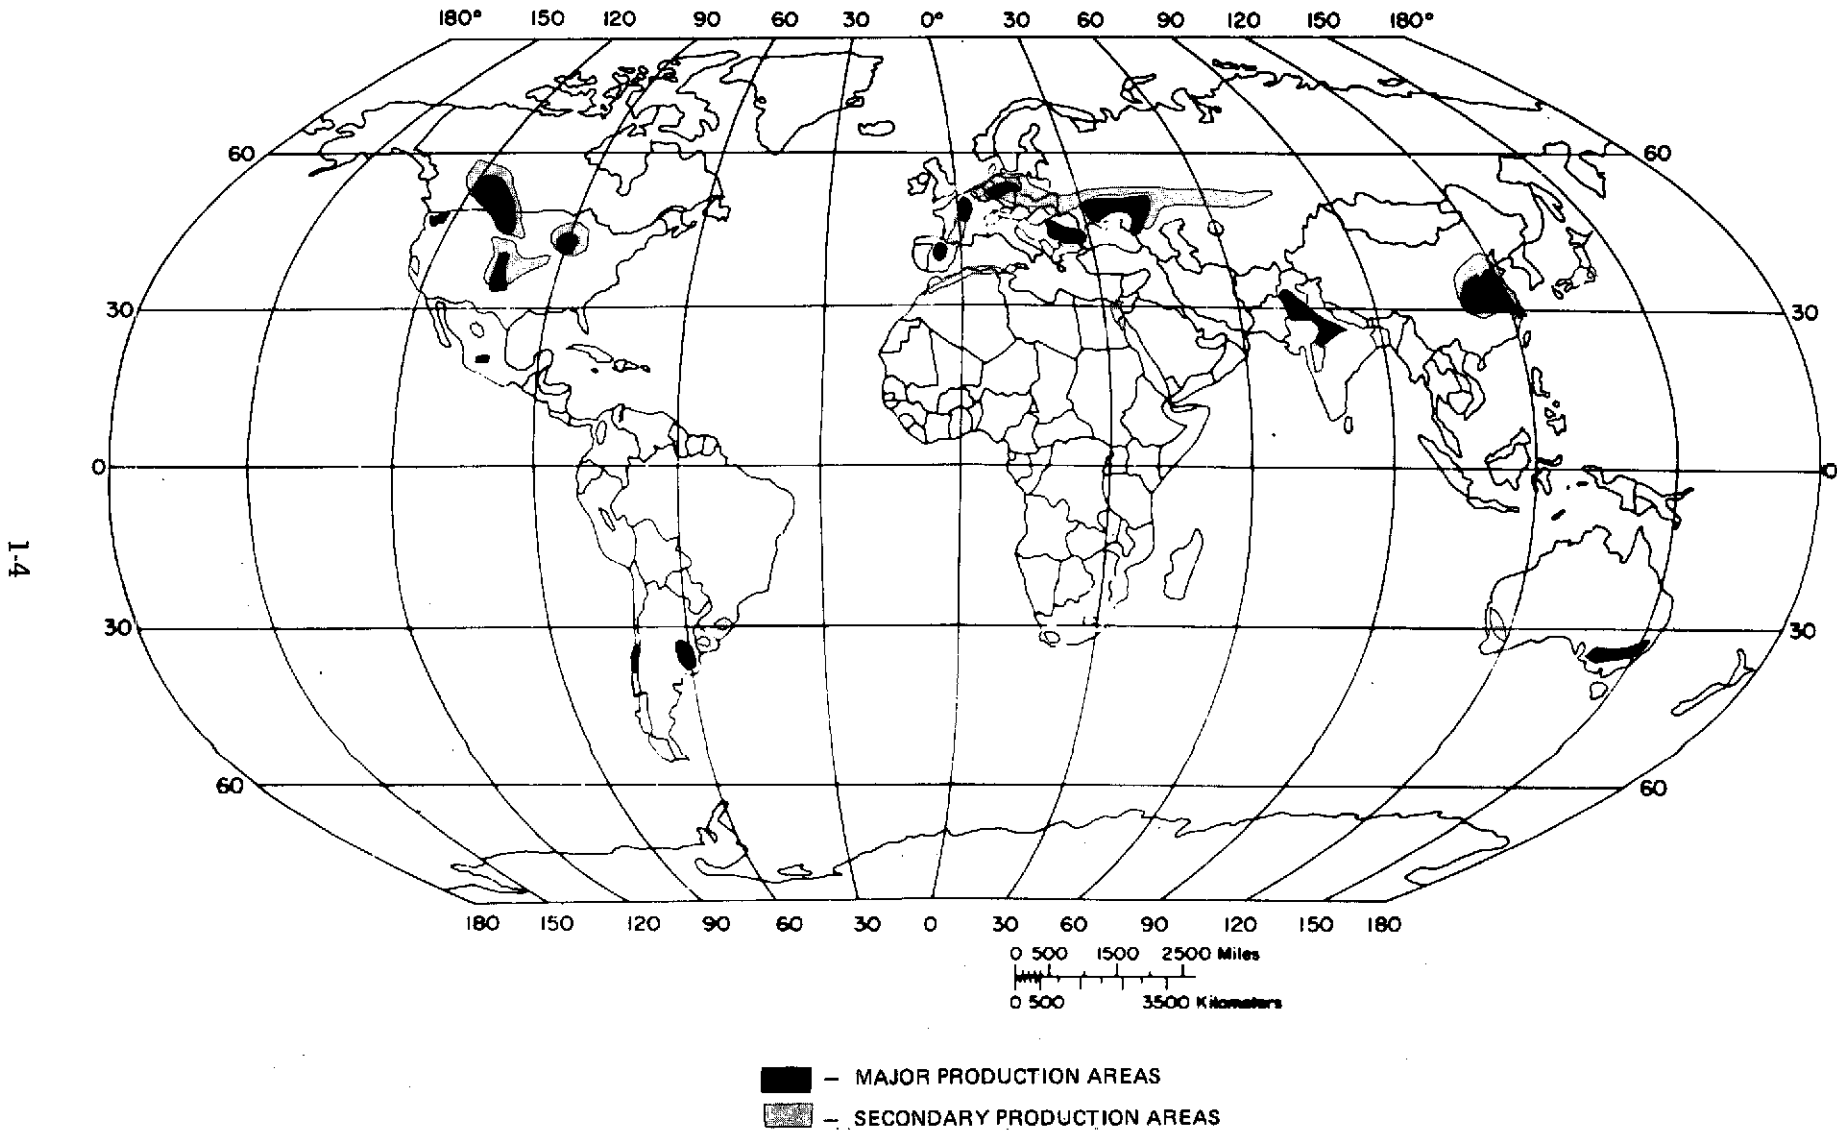 180° 150 120 90 60 30 0° 30 60 90 120 150 180°
60 60
30 30
0 0
1-4
30 30
60 60
180 150 120 90 60 30 0 30 60 90 120 150 180
0 500 1500 2500 Miles
0 500 3500 Kilometers
– MAJOR PRODUCTION AREAS
– SECONDARY PRODUCTION AREAS